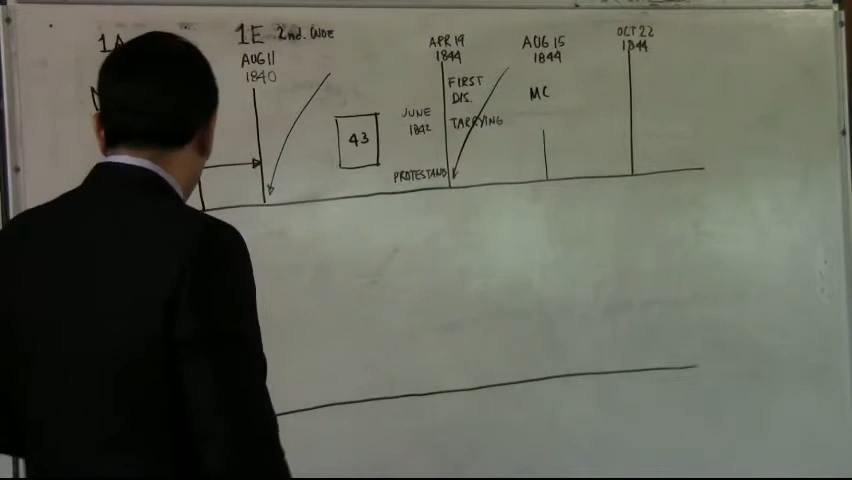 1E 2nd. WOE
AUG 11
1840
43
JUNE
1842
APR 19
1844
FIRST
DIS.
TARRYING
PROTESTAND
AUG 15
1844
MC
OCT 22
1844